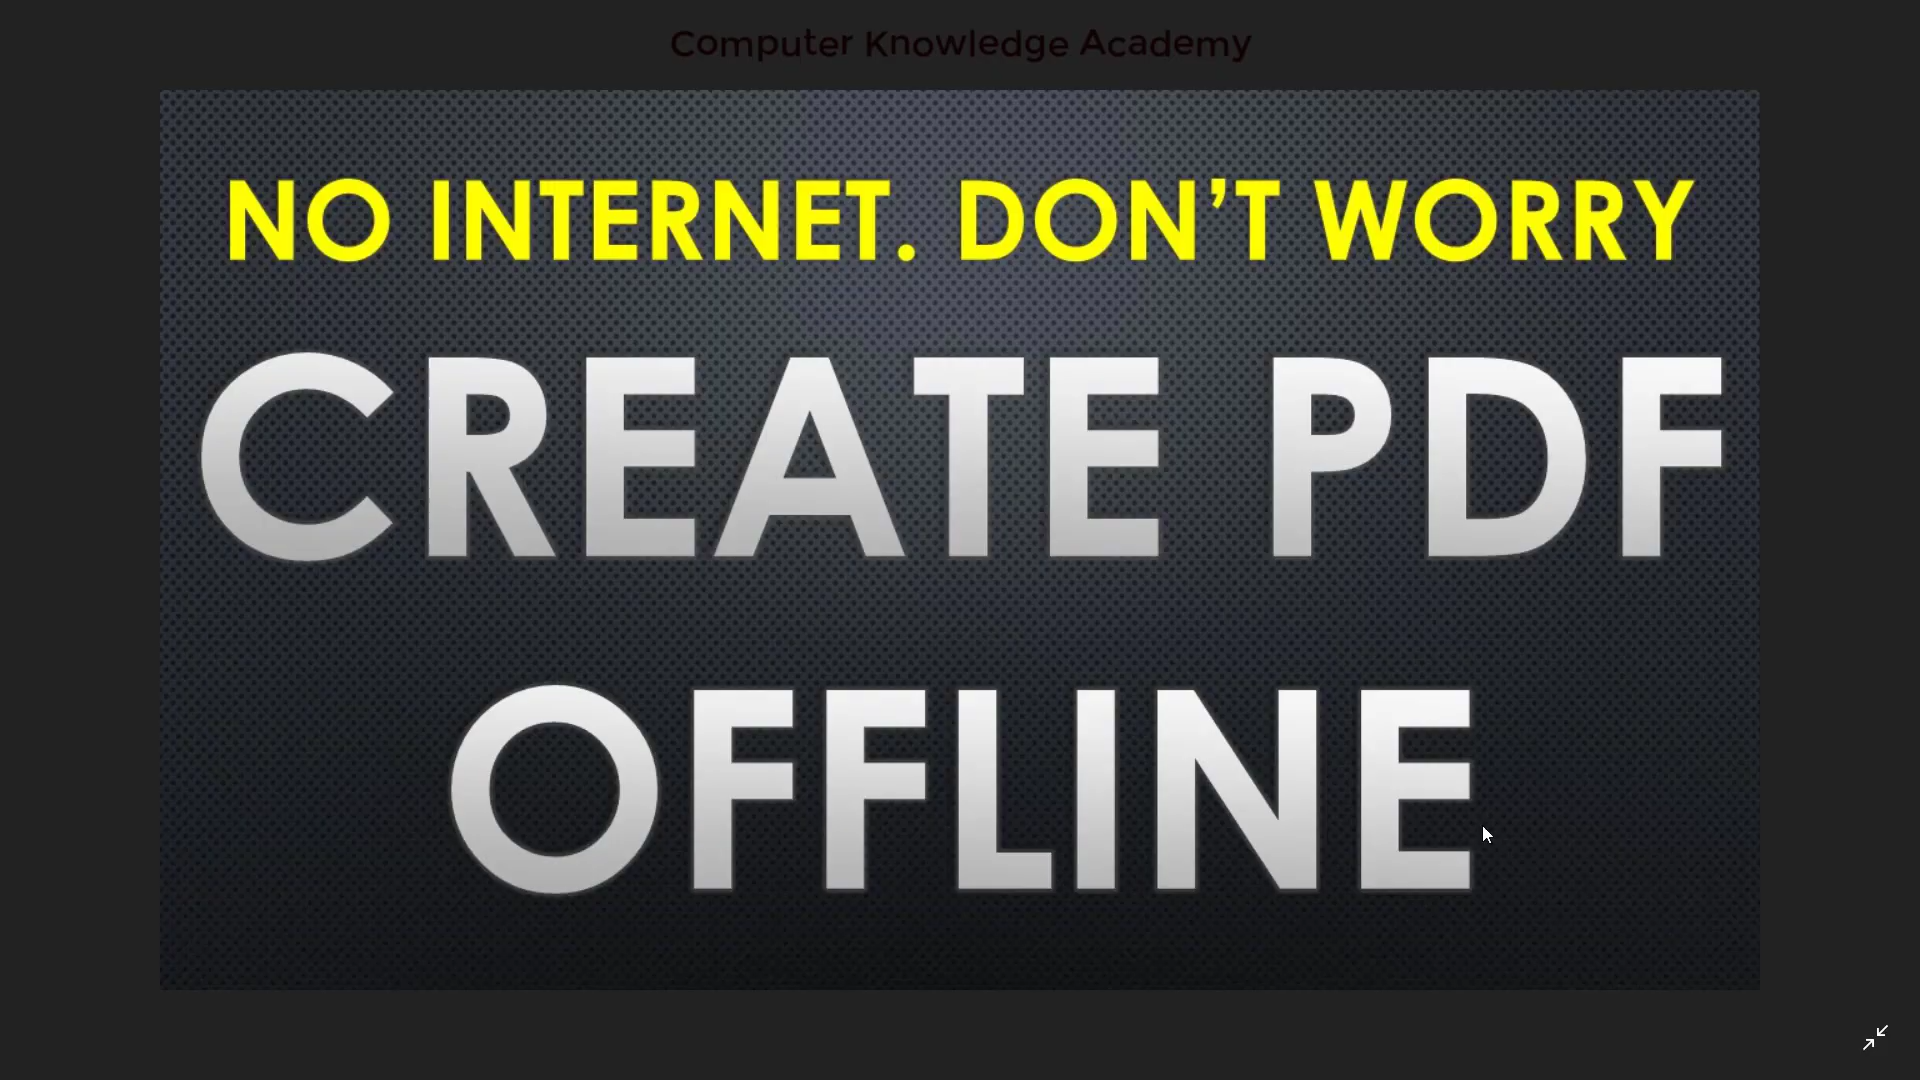 Computer Knowledge Academy
NO INTERNET. DON’T WORRY
CREATE PDF
OFFLINE